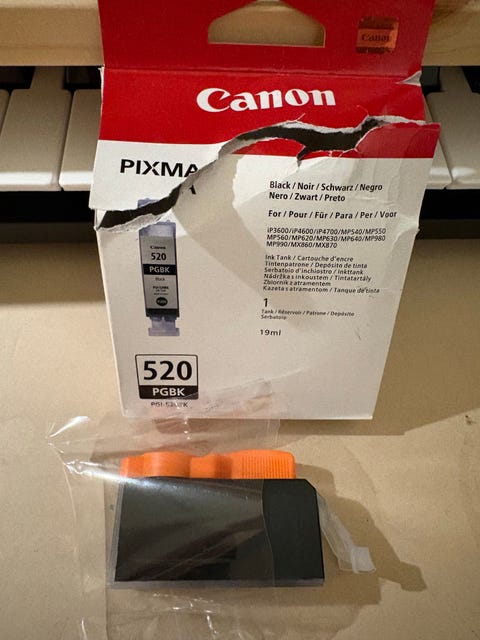 Canon
Canon
PIXMA
Black / Noir / Schwarz / Negro
Nero / Zwart / Preto
For / Pour / Für / Para / Per / Voor
iP3600/iP4600/iP4700/MP540/MP550
MP560/MP620/MP630/MP640/MP980
MP990/MX860/MX870
Ink Tank / Cartouche d'encre
Tintenpatrone / Depósito de tinta
Serbatoio d'inchiostro / Inkttank
Nádržka s inkoustem / Tintatartály
Zbiornik z atramentem
Kazeta s atramentom / Tanque de tinta
1
Tank / Réservoir / Patrone / Depósito
Serbatoio
19ml
Canon
520
PGBK
Black
520
PGBK